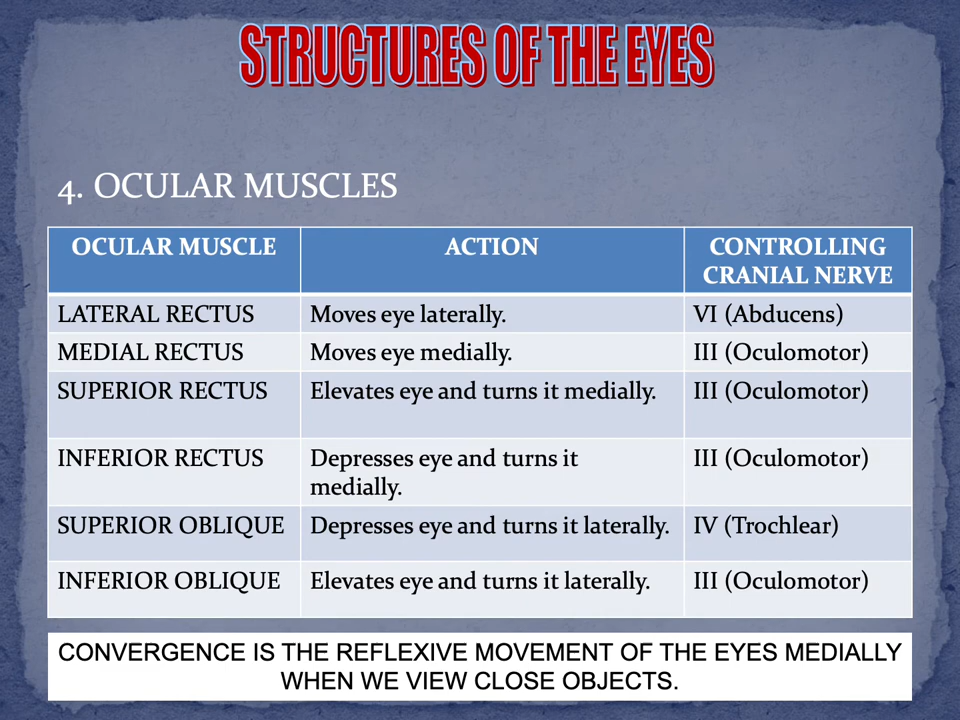 STRUCTURES OF THE EYES
4. OCULAR MUSCLES
OCULAR MUSCLE ACTION CONTROLLING
CRANIAL NERVE
LATERAL RECTUS Moves eye laterally. VI (Abducens)
MEDIAL RECTUS Moves eye medially. III (Oculomotor)
SUPERIOR RECTUS Elevates eye and turns it medially. III (Oculomotor)
INFERIOR RECTUS Depresses eye and turns it III (Oculomotor)
medially.
SUPERIOR OBLIQUE Depresses eye and turns it laterally. IV (Trochlear)
INFERIOR OBLIQUE Elevates eye and turns it laterally. III (Oculomotor)
CONVERGENCE IS THE REFLEXIVE MOVEMENT OF THE EYES MEDIALLY
WHEN WE VIEW CLOSE OBJECTS.